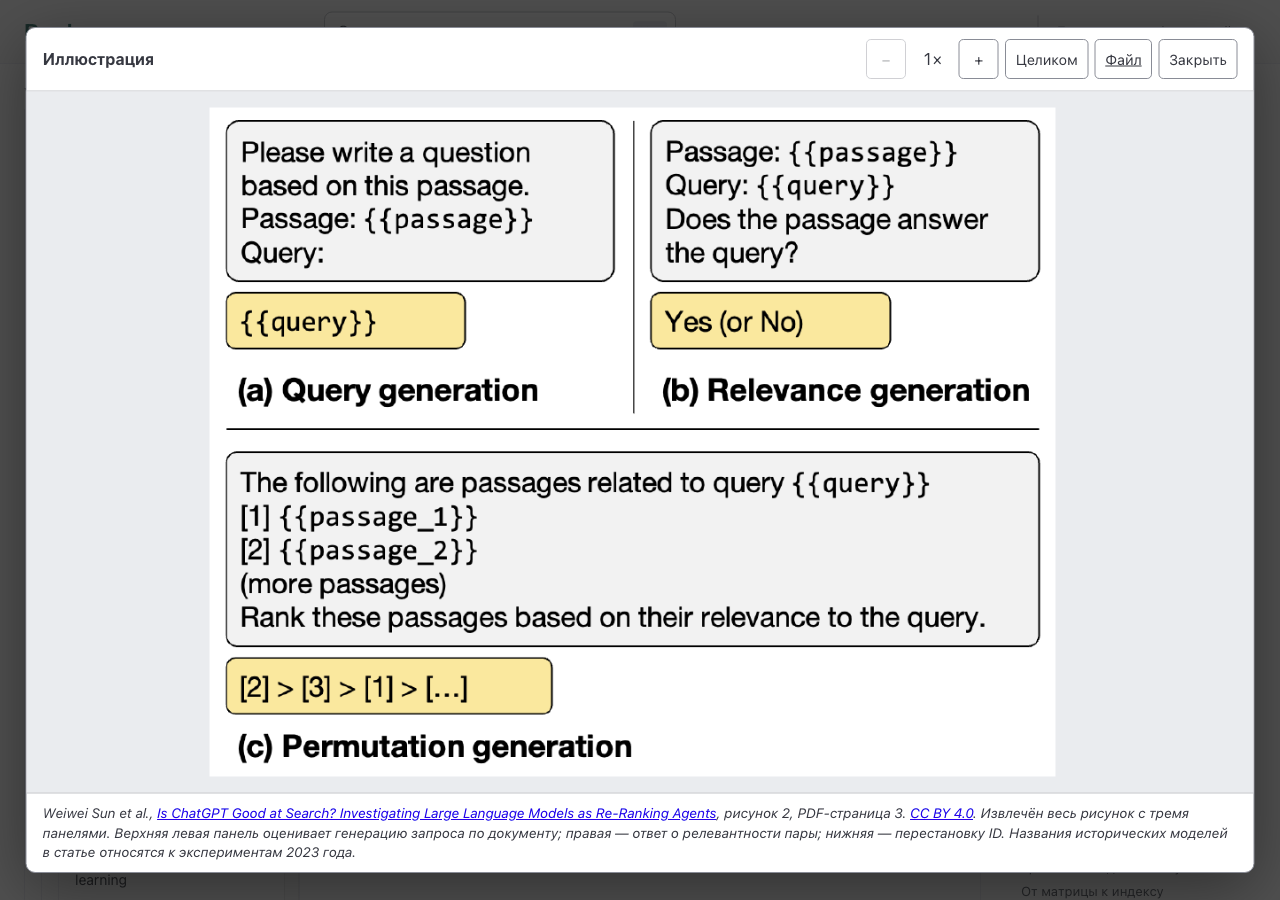 Иллюстрация
−
1×
+
Целиком
Файл
Закрыть
Please write a question
based on this passage.
Passage: {{passage}}
Query:
{{query}}
(a) Query generation
Passage: {{passage}}
Query: {{query}}
Does the passage answer
the query?
Yes (or No)
(b) Relevance generation
The following are passages related to query {{query}}
[1] {{passage_1}}
[2] {{passage_2}}
(more passages)
Rank these passages based on their relevance to the query.
[2] > [3] > [1] > […]
(c) Permutation generation
Weiwei Sun et al., Is ChatGPT Good at Search? Investigating Large Language Models as Re-Ranking Agents, рисунок 2, PDF-страница 3. CC BY 4.0. Извлечён весь рисунок с тремя
панелями. Верхняя левая панель оценивает генерацию запроса по документу; правая — ответ о релевантности пары; нижняя — перестановку ID. Названия исторических моделей
в статье относятся к экспериментам 2023 года.
learning
От матрицы к индексу